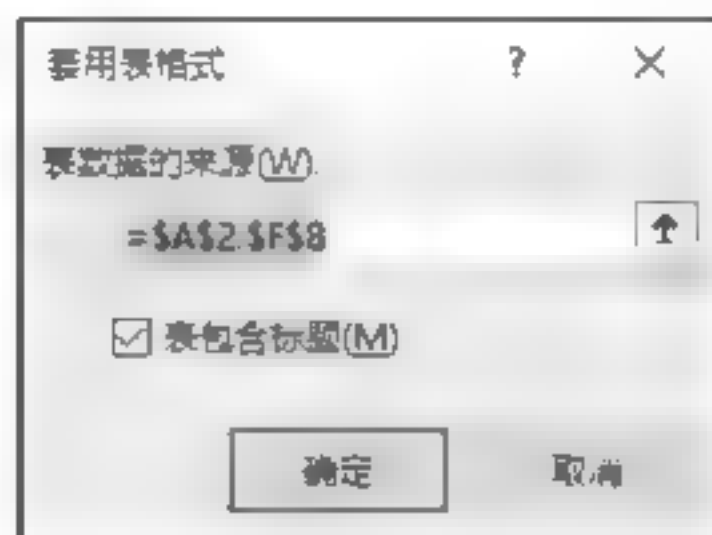 套用表格式 ? ×
表数据的来源(W)
=$A$2:$F$8
表包含标题(M)
确定 取消